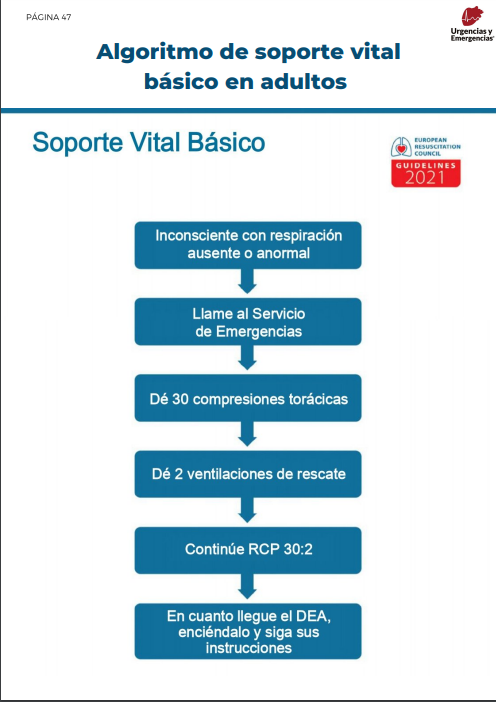 PÁGINA 47
Urgencias y
Emergencias
Algoritmo de soporte vital
básico en adultos
Soporte Vital Básico
EUROPEAN
RESUSCITATION
COUNCIL
GUIDELINES
2021
Inconsciente con respiración
ausente o anormal
Llame al Servicio
de Emergencias
Dé 30 compresiones torácicas
Dé 2 ventilaciones de rescate
Continúe RCP 30:2
En cuanto llegue el DEA,
enciéndalo y siga sus
instrucciones